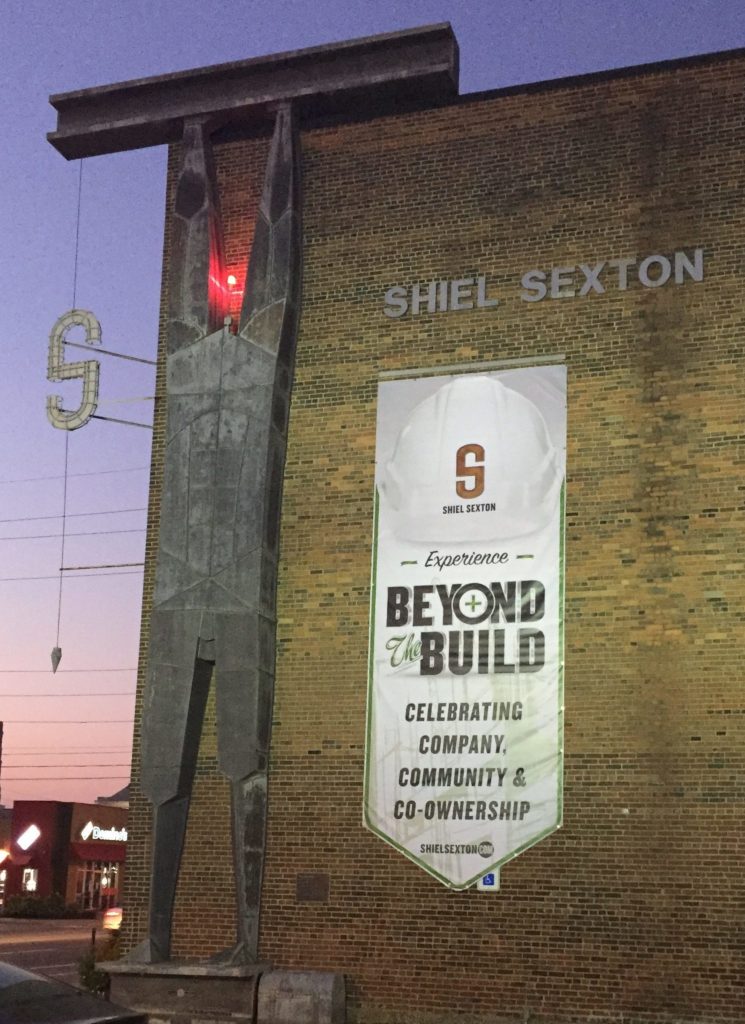 SHIEL SEXTON
S
S
SHIEL SEXTON
Experience
BEYOND
The BUILD
CELEBRATING
COMPANY,
COMMUNITY &
CO-OWNERSHIP
SHIELSEXTON.COM
Domino's